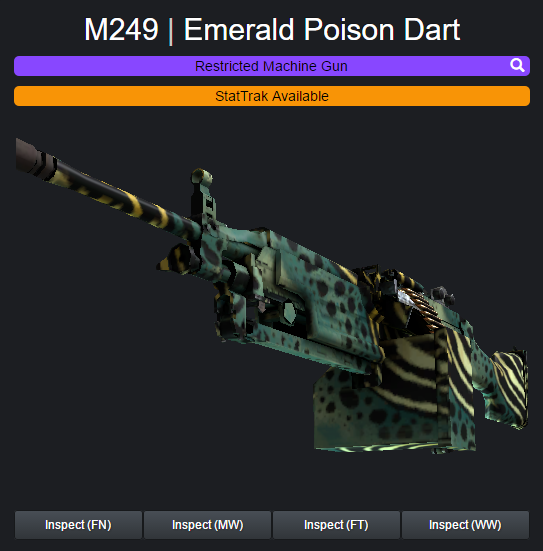 M249 | Emerald Poison Dart
Restricted Machine Gun
StatTrak Available
Inspect (FN) Inspect (MW) Inspect (FT) Inspect (WW)